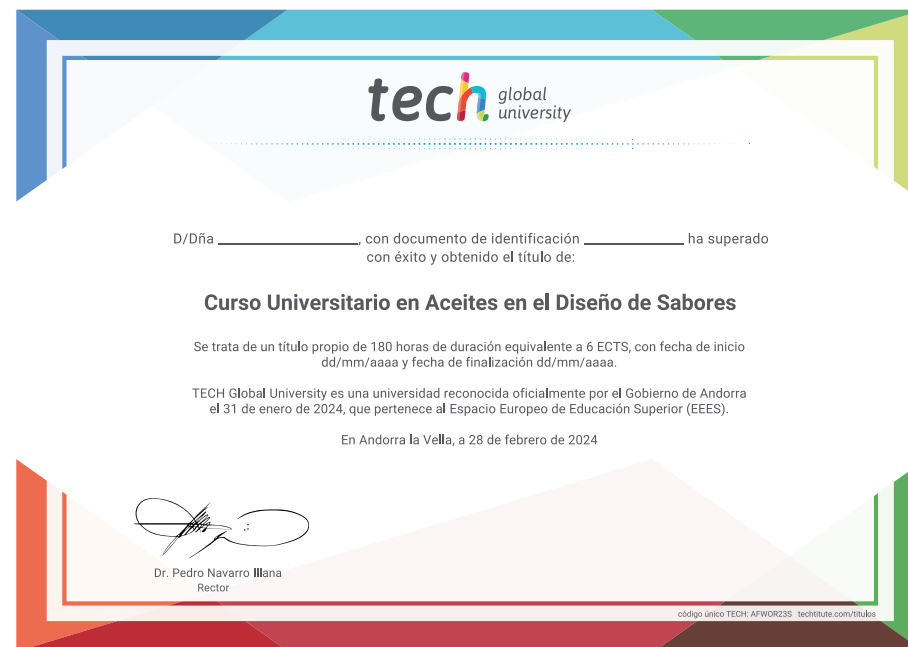 tech global university
D/Dña ____________________, con documento de identificación ______________ ha superado
con éxito y obtenido el título de:
Curso Universitario en Aceites en el Diseño de Sabores
Se trata de un título propio de 180 horas de duración equivalente a 6 ECTS, con fecha de inicio
dd/mm/aaaa y fecha de finalización dd/mm/aaaa.
TECH Global University es una universidad reconocida oficialmente por el Gobierno de Andorra
el 31 de enero de 2024, que pertenece al Espacio Europeo de Educación Superior (EEES).
En Andorra la Vella, a 28 de febrero de 2024
Dr. Pedro Navarro Illana
Rector
código único TECH: AFWOR23S techtitute.com/titulos